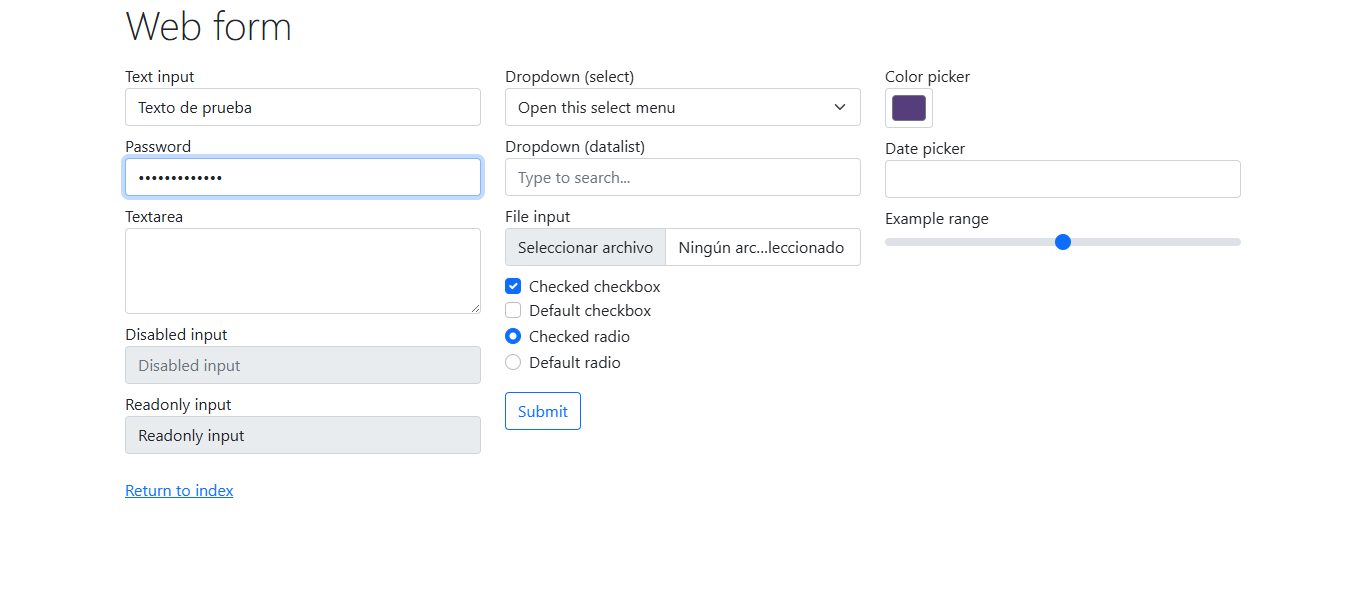 Web form
Text input
Texto de prueba
Password
•••••••••••••
Textarea
Disabled input
Disabled input
Readonly input
Readonly input
Return to index
Dropdown (select)
Open this select menu
Dropdown (datalist)
Type to search...
File input
Seleccionar archivo Ningún arc...leccionado
Checked checkbox
Default checkbox
Checked radio
Default radio
Submit
Color picker
Date picker
Example range